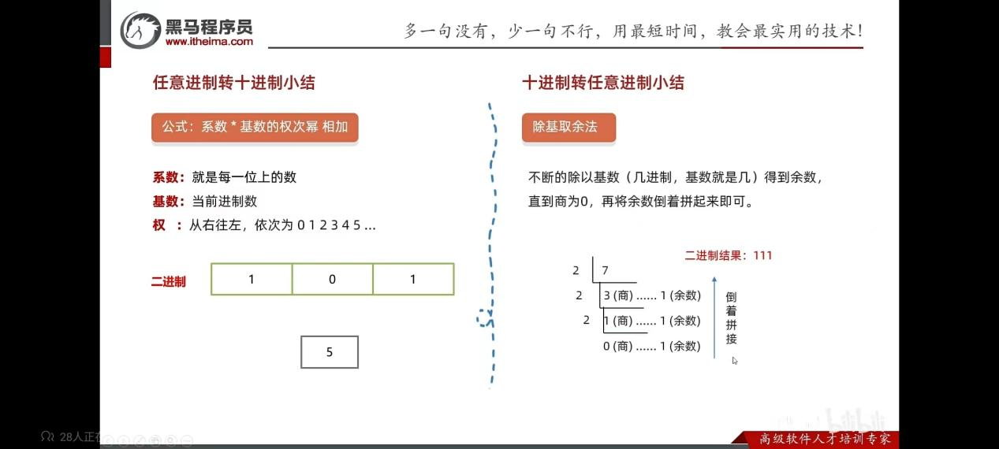 黑马程序员
www.itheima.com
多一句没有，少一句不行，用最短时间，教会最实用的技术！
任意进制转十进制小结
公式：系数 * 基数的权次幂 相加
系数：就是每一位上的数
基数：当前进制数
权 ：从右往左，依次为 0 1 2 3 4 5 ...
二进制 1 0 1
5
十进制转任意进制小结
除基取余法
不断的除以基数（几进制，基数就是几）得到余数，
直到商为0，再将余数倒着拼起来即可。
二进制结果：111
2 7
2 3 (商) ...... 1 (余数)
2 1 (商) ...... 1 (余数)
0 (商) ...... 1 (余数)
倒着拼接
bilibili
28人正在
高级软件人才培训专家